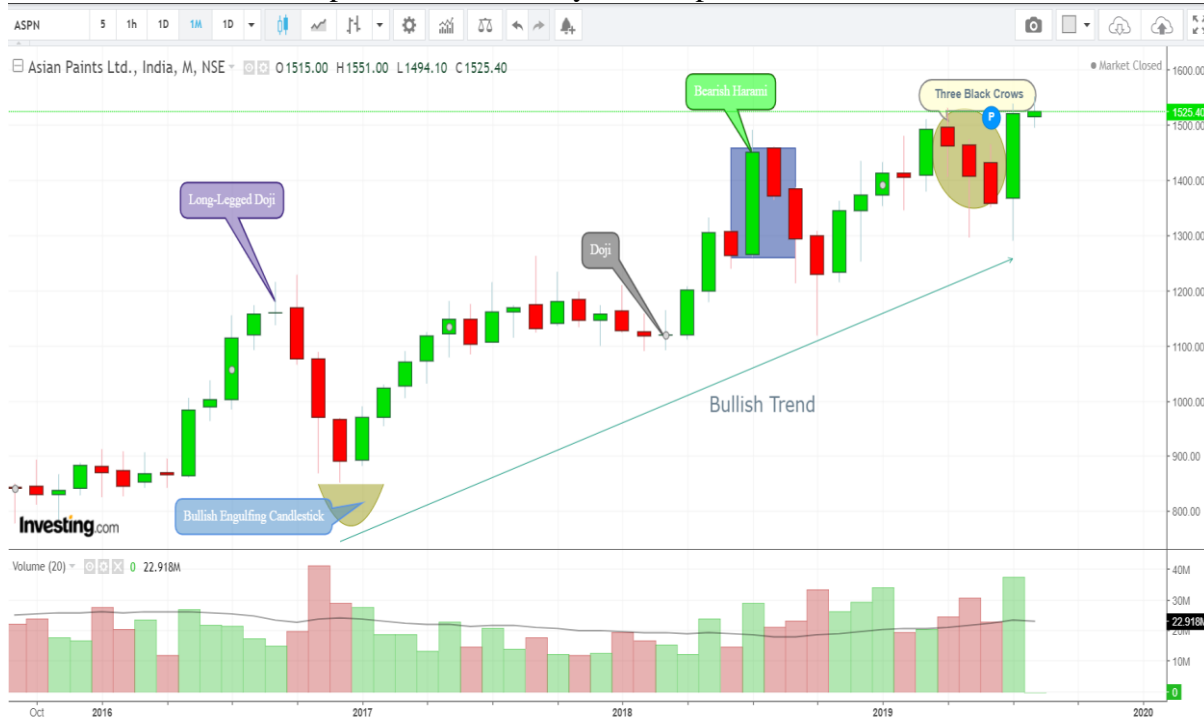 ASPN 5 1h 1D 1M 1D
Asian Paints Ltd., India, M, NSE O1515.00 H1551.00 L1494.10 C1525.40
Market Closed
1600.00
Bearish Harami
Three Black Crows
P
1525.40
1500.00
1400.00
Long-Legged Doji
1300.00
Doji
1200.00
1100.00
Bullish Trend
1000.00
900.00
Bullish Engulfing Candlestick
800.00
Investing.com
Volume (20) 0 22.918M
40M
30M
22.918M
20M
10M
0
Oct 2016 2017 2018 2019 2020